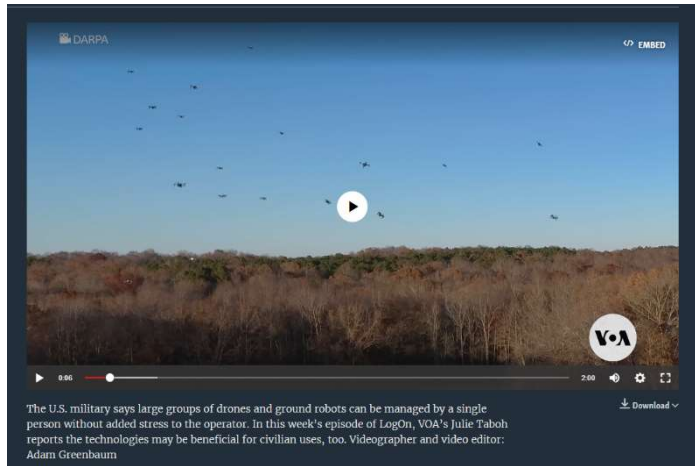 DARPA
</> EMBED
VOA
0:06
2:00
The U.S. military says large groups of drones and ground robots can be managed by a single
person without added stress to the operator. In this week's episode of LogOn, VOA's Julie Taboh
reports the technologies may be beneficial for civilian uses, too. Videographer and video editor:
Adam Greenbaum
Download